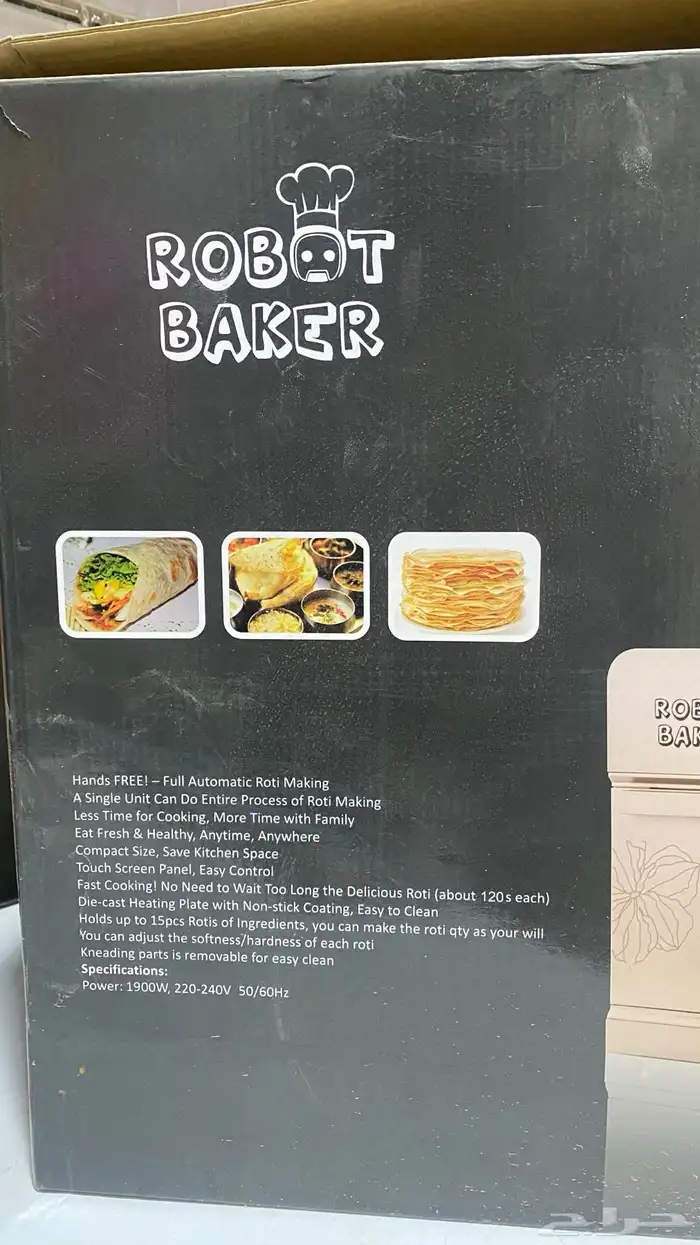 ROBOT
BAKER
ROB
BAK
Hands FREE! – Full Automatic Roti Making
A Single Unit Can Do Entire Process of Roti Making
Less Time for Cooking, More Time with Family
Eat Fresh & Healthy, Anytime, Anywhere
Compact Size, Save Kitchen Space
Touch Screen Panel, Easy Control
Fast Cooking! No Need to Wait Too Long the Delicious Roti (about 120s each)
Die-cast Heating Plate with Non-stick Coating, Easy to Clean
Holds up to 15pcs Rotis of Ingredients, you can make the roti qty as your will
You can adjust the softness/hardness of each roti
Kneading parts is removable for easy clean
Specifications:
Power: 1900W, 220-240V 50/60Hz
حراج